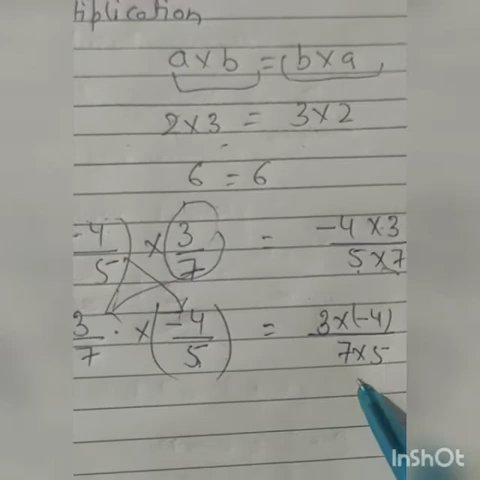 tiplication
a×b = (b×a
2×3 = 3×2
6 = 6
-4/5) × (3/7) = -4×3/5×7
3/7 · × (-4/5) = 3×(-4)/7×5
InShOt